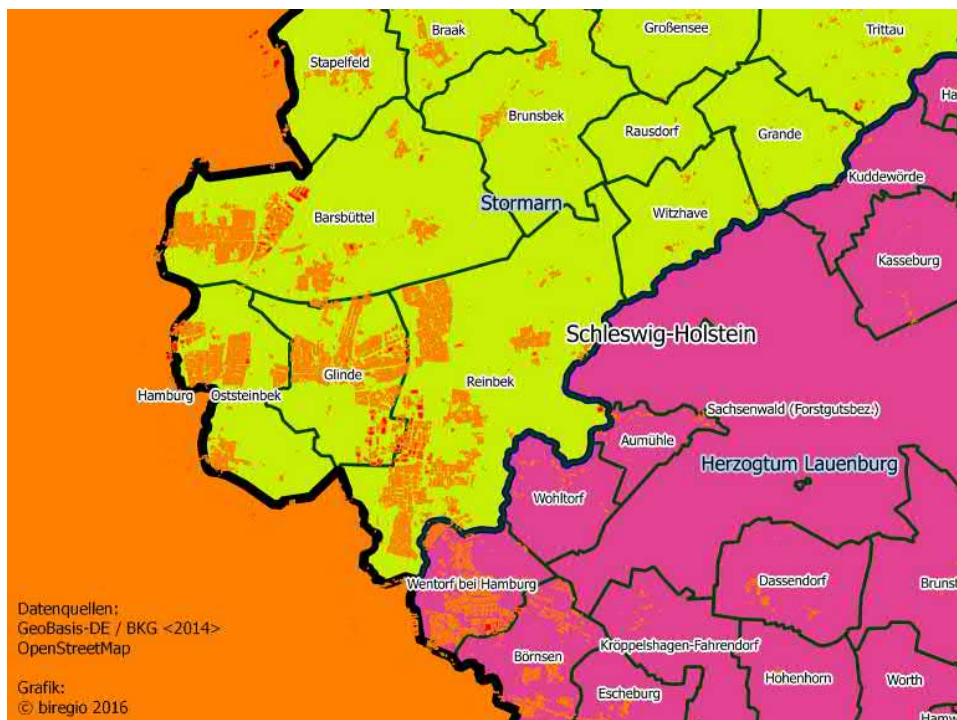 Großensee
Braak
Trittau
Stapelfeld
Brunsbek
Rausdorf
Grande
Kuddewörde
Stormarn
Barsbüttel
Witzhave
Kasseburg
Schleswig-Holstein
Glinde
Reinbek
Hamburg
Oststeinbek
Sachsenwald (Forstgutsbez.)
Aumühle
Herzogtum Lauenburg
Wohltorf
Wentorf bei Hamburg
Dassendorf
Kröppelshagen-Fahrendorf
Börnsen
Hohenhorn
Worth
Escheburg
Datenquellen:
GeoBasis-DE / BKG <2014>
OpenStreetMap
Grafik:
© biregio 2016